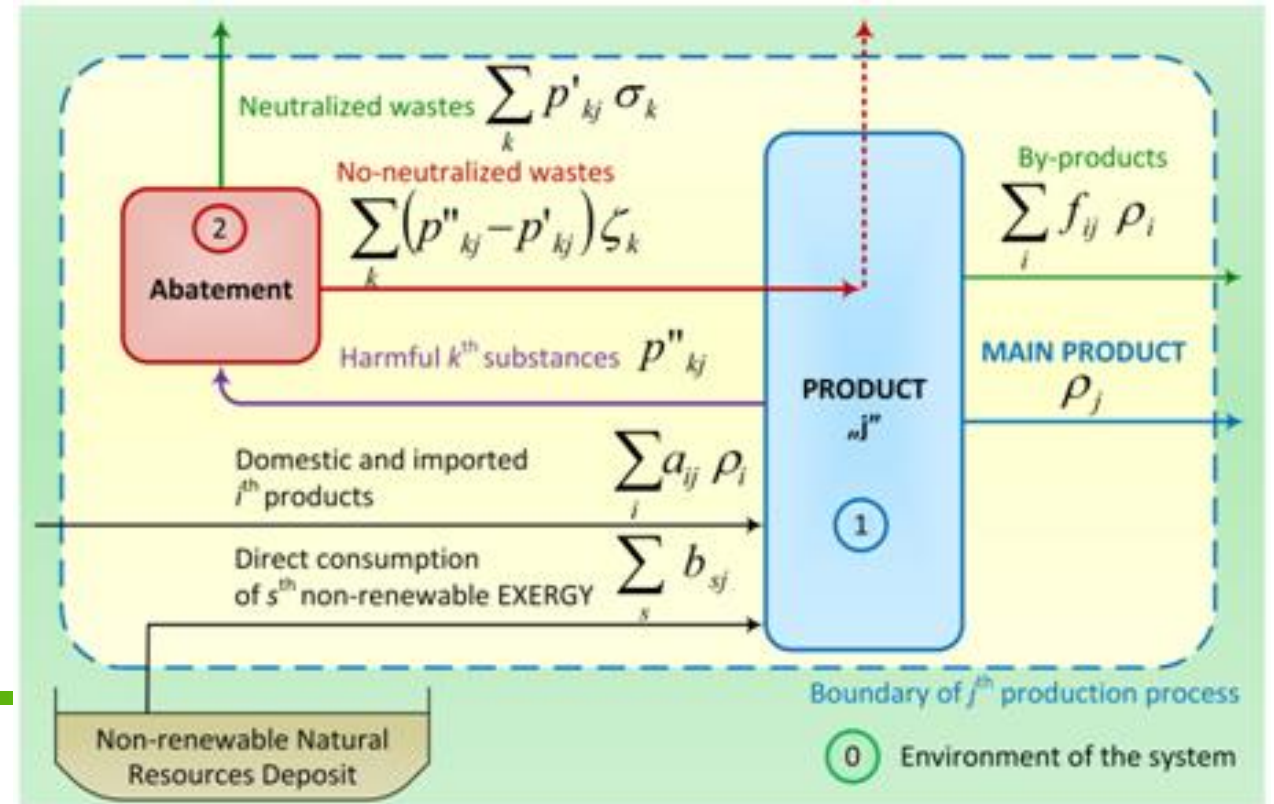 Neutralized wastes ∑ₖ p'ₖⱼ σₖ
No-neutralized wastes
∑ₖ (p"ₖⱼ – p'ₖⱼ) ζₖ
2
Abatement
By-products
∑ᵢ fᵢⱼ ρᵢ
Harmful kᵗʰ substances p"ₖⱼ
MAIN PRODUCT
ρⱼ
PRODUCT
„j”
1
Domestic and imported
iᵗʰ products
∑ᵢ aᵢⱼ ρᵢ
Direct consumption
of sᵗʰ non-renewable EXERGY
∑ₛ bₛⱼ
Boundary of jᵗʰ production process
Non-renewable Natural
Resources Deposit
0 Environment of the system